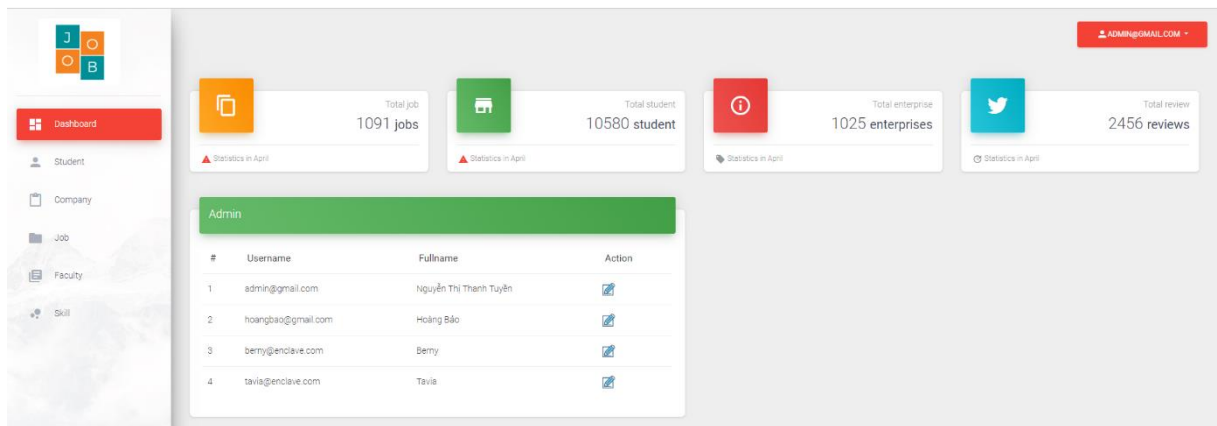 J O
O B
ADMIN@GMAIL.COM
Dashboard
Student
Company
Job
Faculty
Skill
Total job
1091 jobs
Statistics in April
Total student
10580 student
Statistics in April
Total enterprise
1025 enterprises
Statistics in April
Total review
2456 reviews
Statistics in April
Admin
# Username Fullname Action
1 admin@gmail.com Nguyễn Thị Thanh Tuyền
2 hoangbao@gmail.com Hoàng Bảo
3 berny@enclave.com Berny
4 tavia@enclave.com Tavia